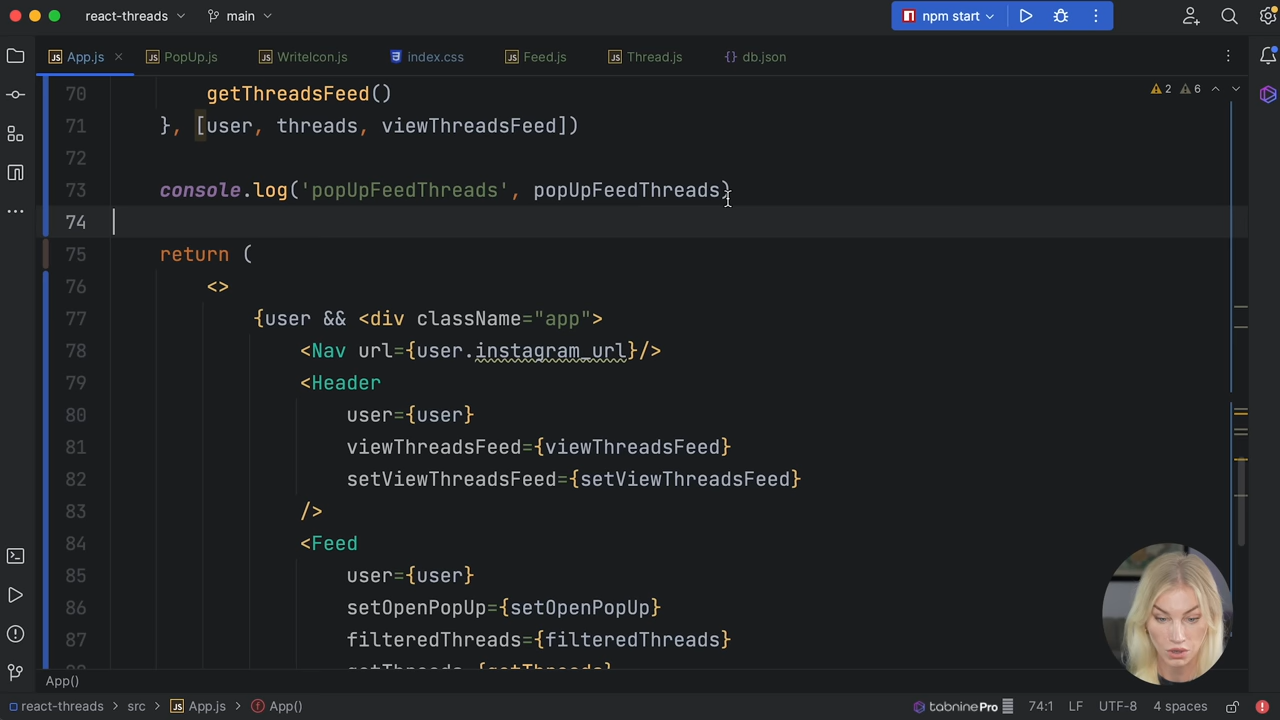 react-threads main npm start
App.js PopUp.js WriteIcon.js index.css Feed.js Thread.js db.json
70 getThreadsFeed() 2 6
71 }, [user, threads, viewThreadsFeed])
72
73 console.log('popUpFeedThreads', popUpFeedThreads)
74
75 return (
76 <>
77 {user && <div className="app">
78 <Nav url={user.instagram_url}/>
79 <Header
80 user={user}
81 viewThreadsFeed={viewThreadsFeed}
82 setViewThreadsFeed={setViewThreadsFeed}
83 />
84 <Feed
85 user={user}
86 setOpenPopUp={setOpenPopUp}
87 filteredThreads={filteredThreads}
App()
react-threads > src > App.js > App() tabninePro 74:1 LF UTF-8 4 spaces